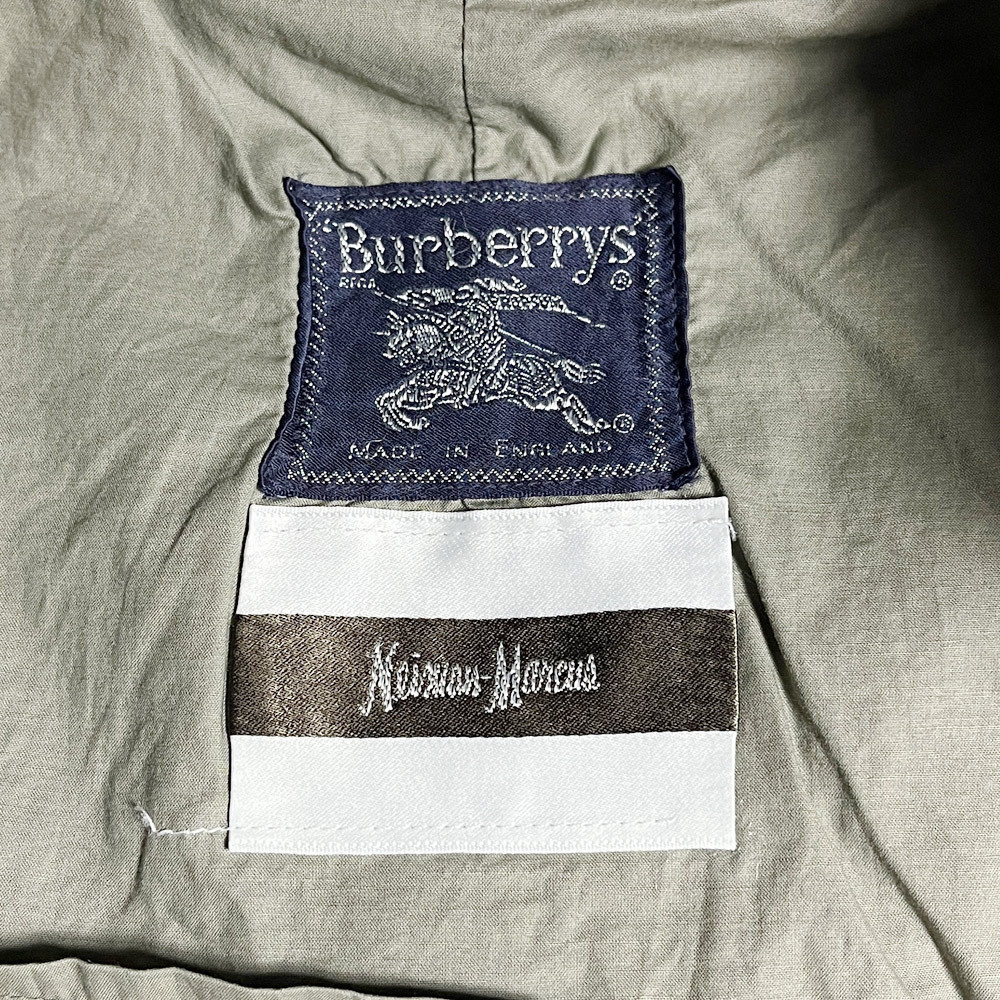 Burberrys
REGD. ®
MADE IN ENGLAND ®
Neiman-Marcus